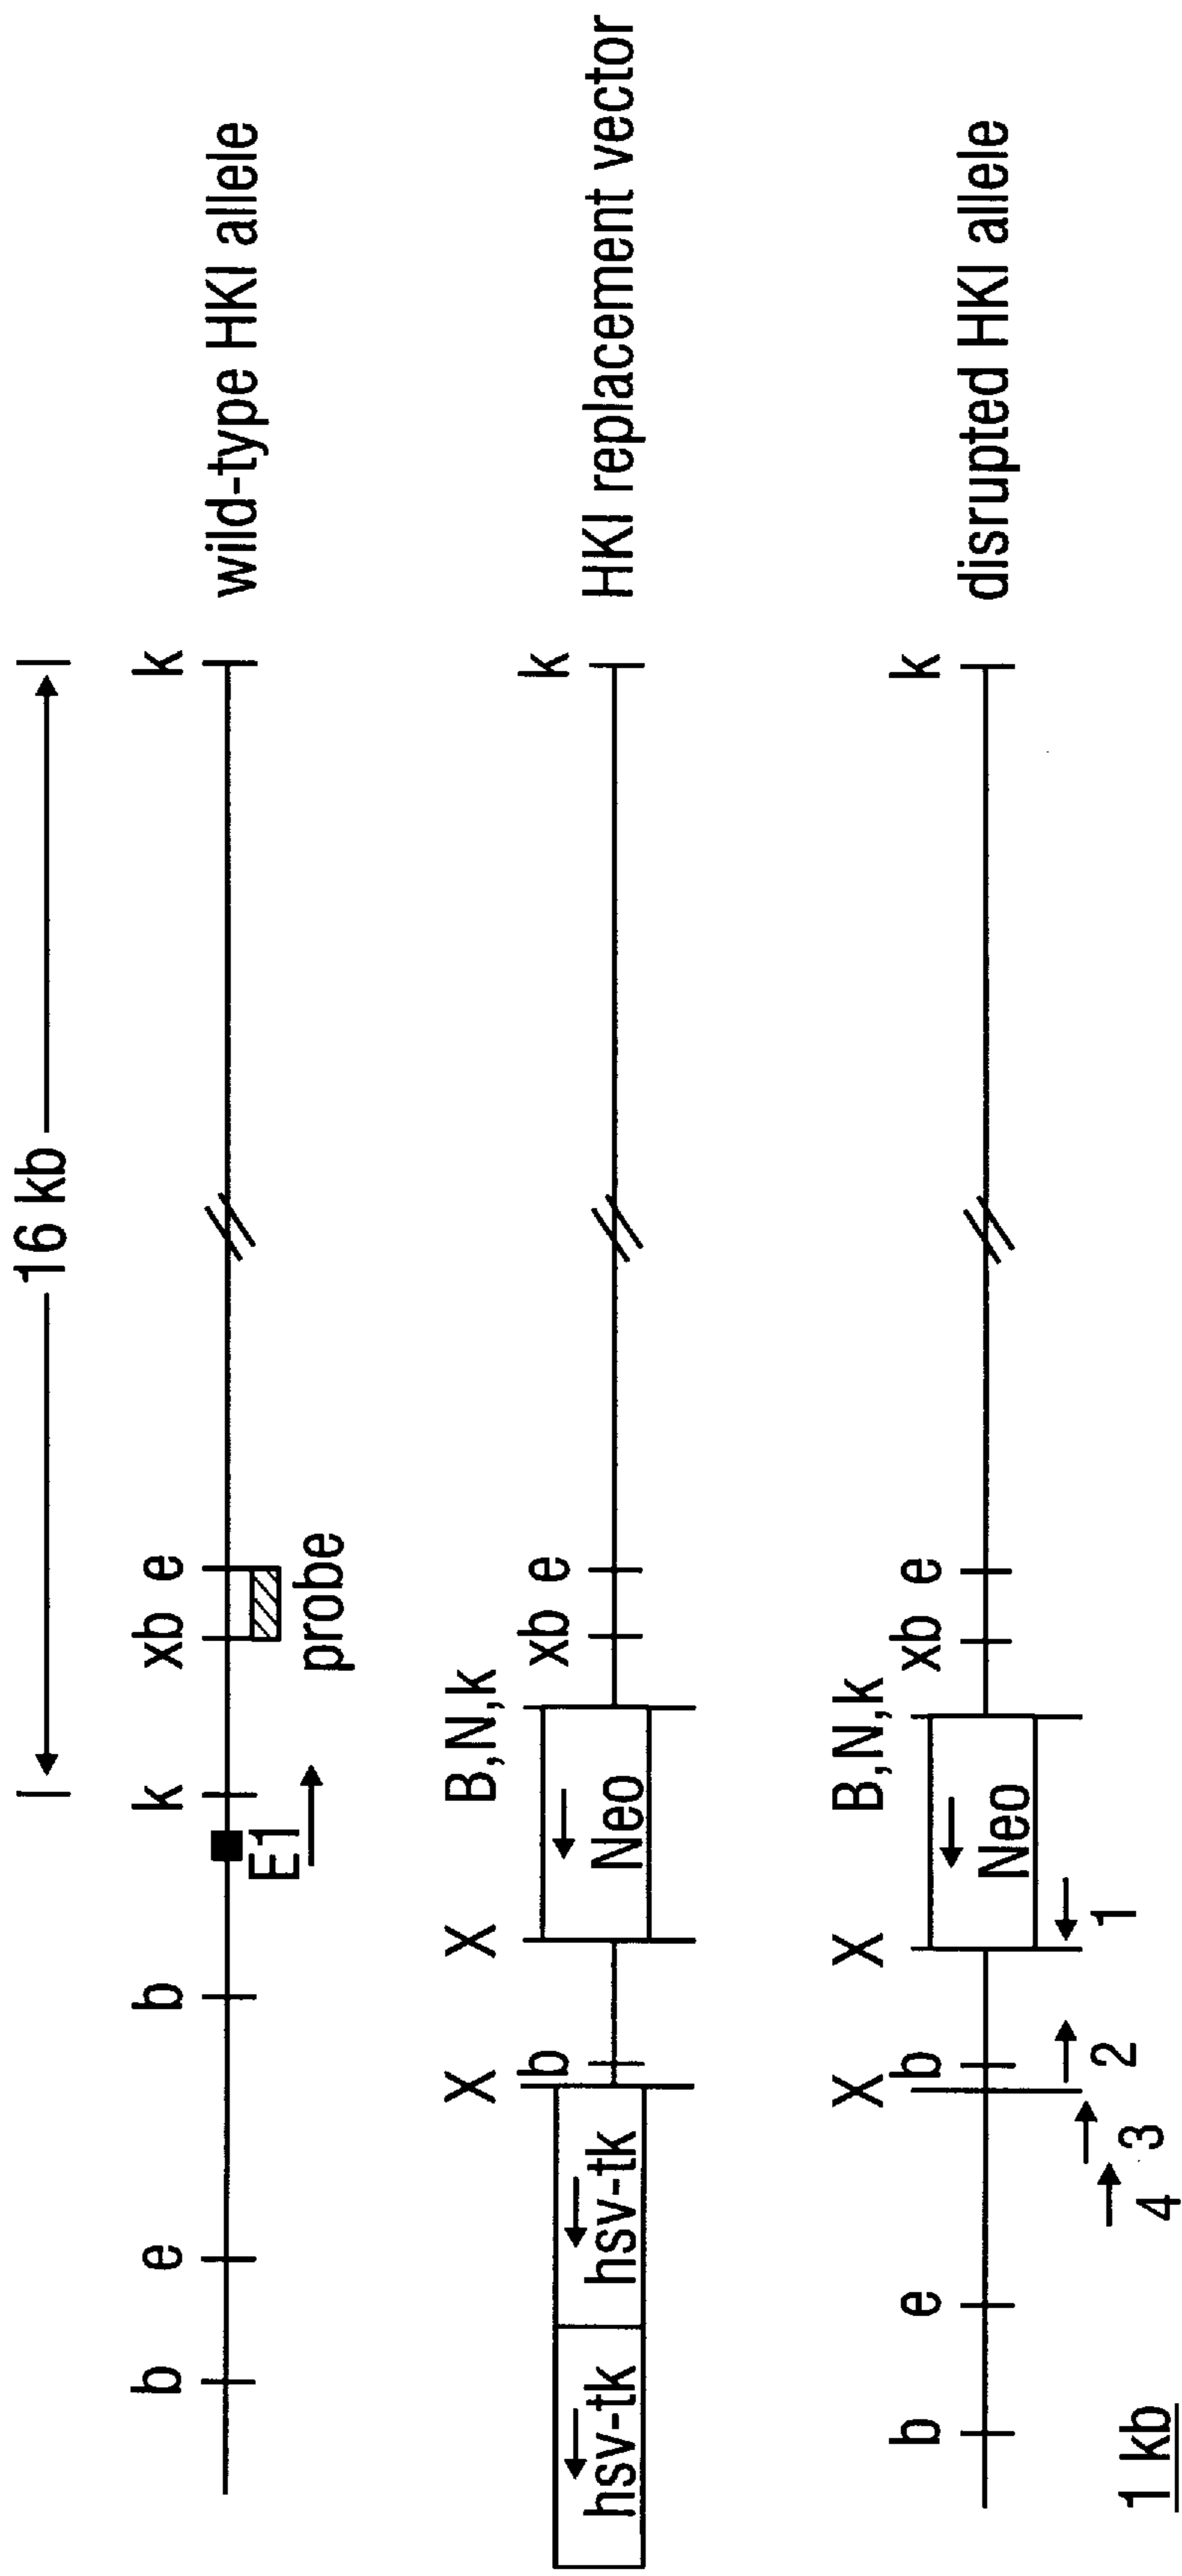 16 kb
b e b k xb e k
E1
probe
wild-type HKI allele
X b X B,N,k xb e k
hsv-tk hsv-tk Neo
HKI replacement vector
b e X b X B,N,k xb e k
Neo
4 3 2 1
disrupted HKI allele
1 kb